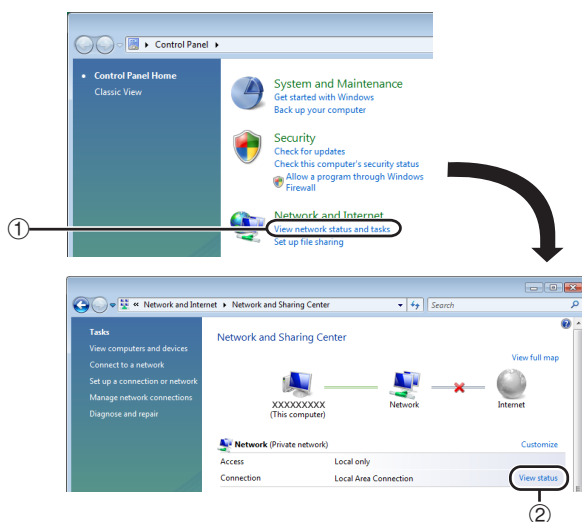 Control Panel
Control Panel Home
Classic View
System and Maintenance
Get started with Windows
Back up your computer
Security
Check for updates
Check this computer's security status
Allow a program through Windows
Firewall
Network and Internet
① View network status and tasks
Set up file sharing
« Network and Internet Network and Sharing Center Search
Tasks
View computers and devices
Connect to a network
Set up a connection or network
Manage network connections
Diagnose and repair
Network and Sharing Center
View full map
XXXXXXXXX
(This computer)
Network
Internet
Network (Private network) Customize
Access Local only
Connection Local Area Connection View status
②